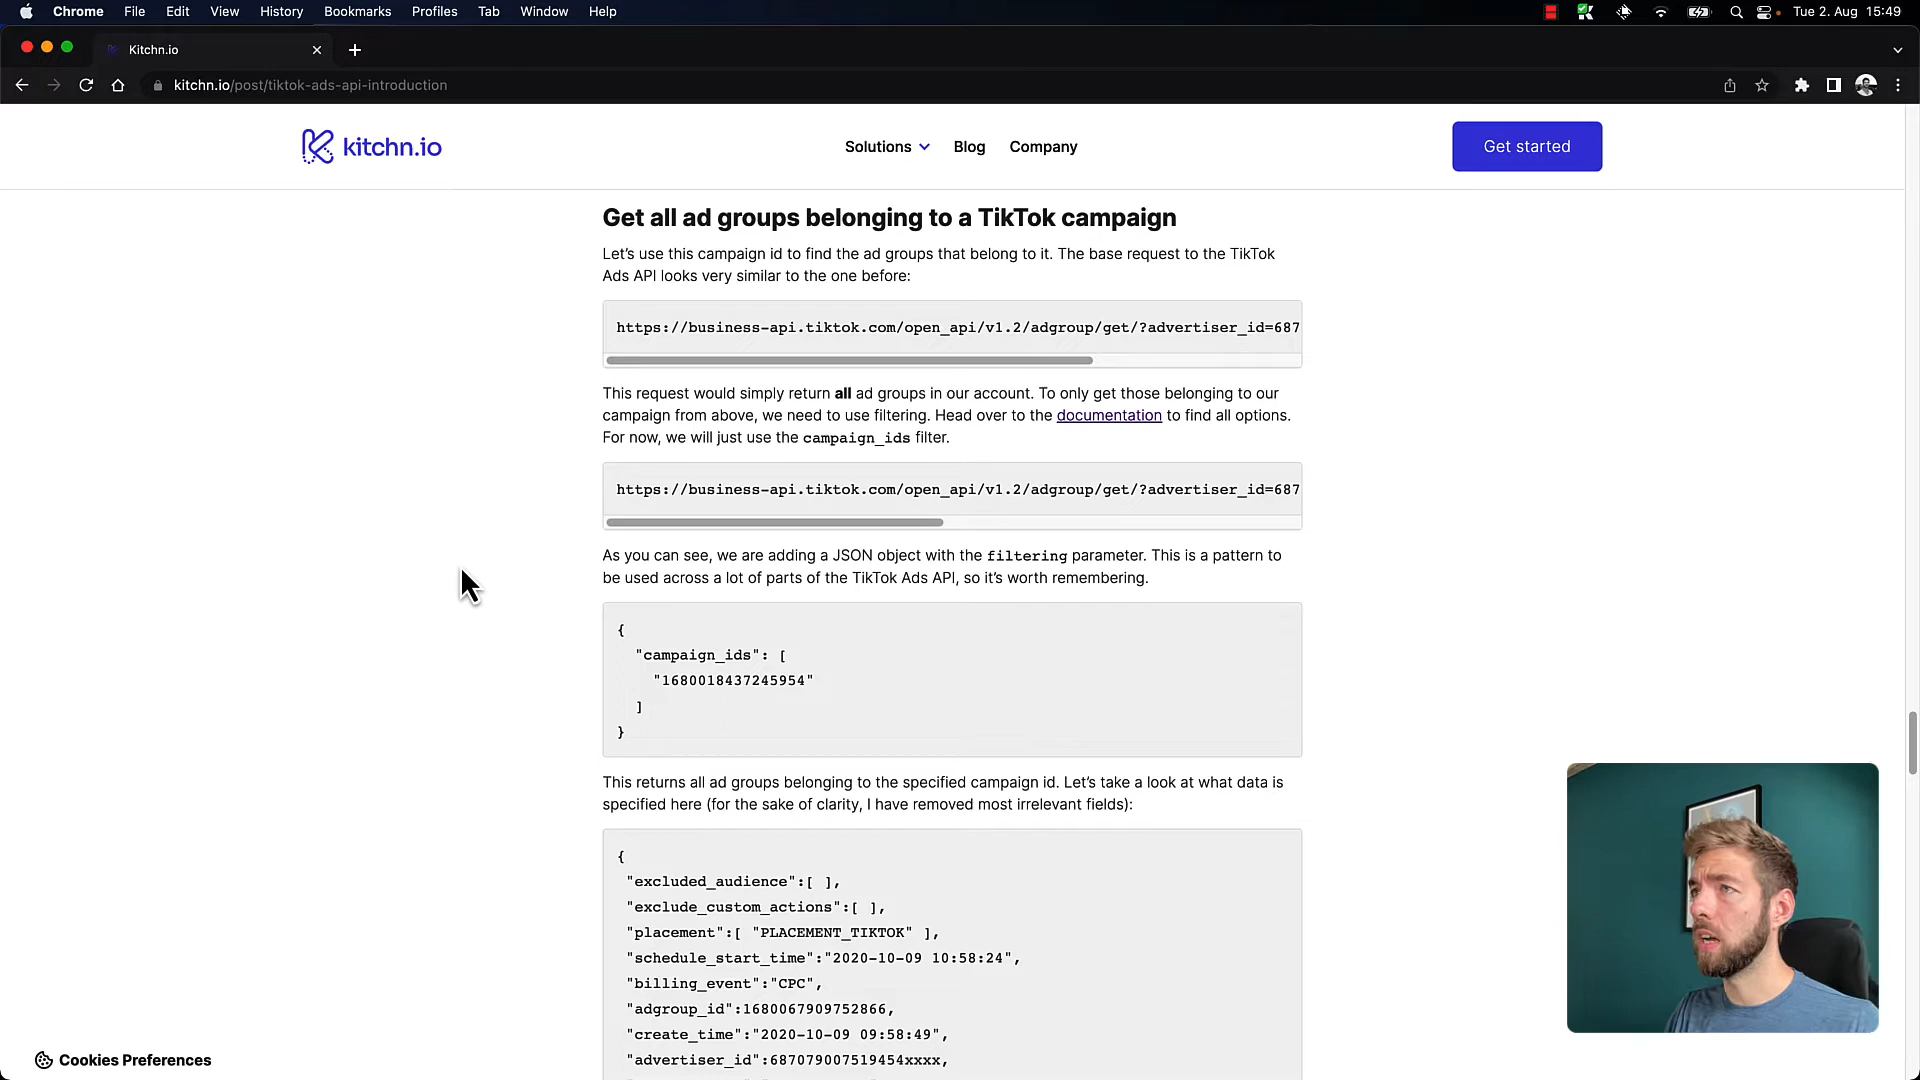 Chrome File Edit View History Bookmarks Profiles Tab Window Help Tue 2. Aug 15:49
Kitchn.io
kitchn.io/post/tiktok-ads-api-introduction
kitchn.io Solutions Blog Company Get started
Get all ad groups belonging to a TikTok campaign
Let’s use this campaign id to find the ad groups that belong to it. The base request to the TikTok
Ads API looks very similar to the one before:
https://business-api.tiktok.com/open_api/v1.2/adgroup/get/?advertiser_id=687
This request would simply return all ad groups in our account. To only get those belonging to our
campaign from above, we need to use filtering. Head over to the documentation to find all options.
For now, we will just use the campaign_ids filter.
https://business-api.tiktok.com/open_api/v1.2/adgroup/get/?advertiser_id=687
As you can see, we are adding a JSON object with the filtering parameter. This is a pattern to
be used across a lot of parts of the TikTok Ads API, so it’s worth remembering.
{
"campaign_ids": [
"1680018437245954"
]
}
This returns all ad groups belonging to the specified campaign id. Let’s take a look at what data is
specified here (for the sake of clarity, I have removed most irrelevant fields):
{
"excluded_audience":[ ],
"exclude_custom_actions":[ ],
"placement":[ "PLACEMENT_TIKTOK" ],
"schedule_start_time":"2020-10-09 10:58:24",
"billing_event":"CPC",
"adgroup_id":1680067909752866,
"create_time":"2020-10-09 09:58:49",
"advertiser_id":687079007519454xxxx,
Cookies Preferences